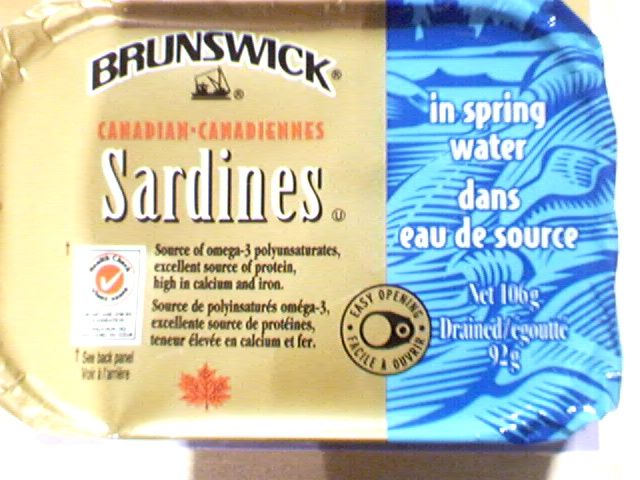 BRUNSWICK®
®
CANADIAN·CANADIENNES
Sardines
in spring
water
dans
eau de source
Source of omega-3 polyunsaturates,
excellent source of protein,
high in calcium and iron.
Source de polyinsaturés oméga-3,
excellente source de protéines,
teneur élevée en calcium et fer.
† Health Check
† See back panel
Voir à l'arrière
EASY OPENING
FACILE À OUVRIR
Net 106g
Drained/égoutté
92g